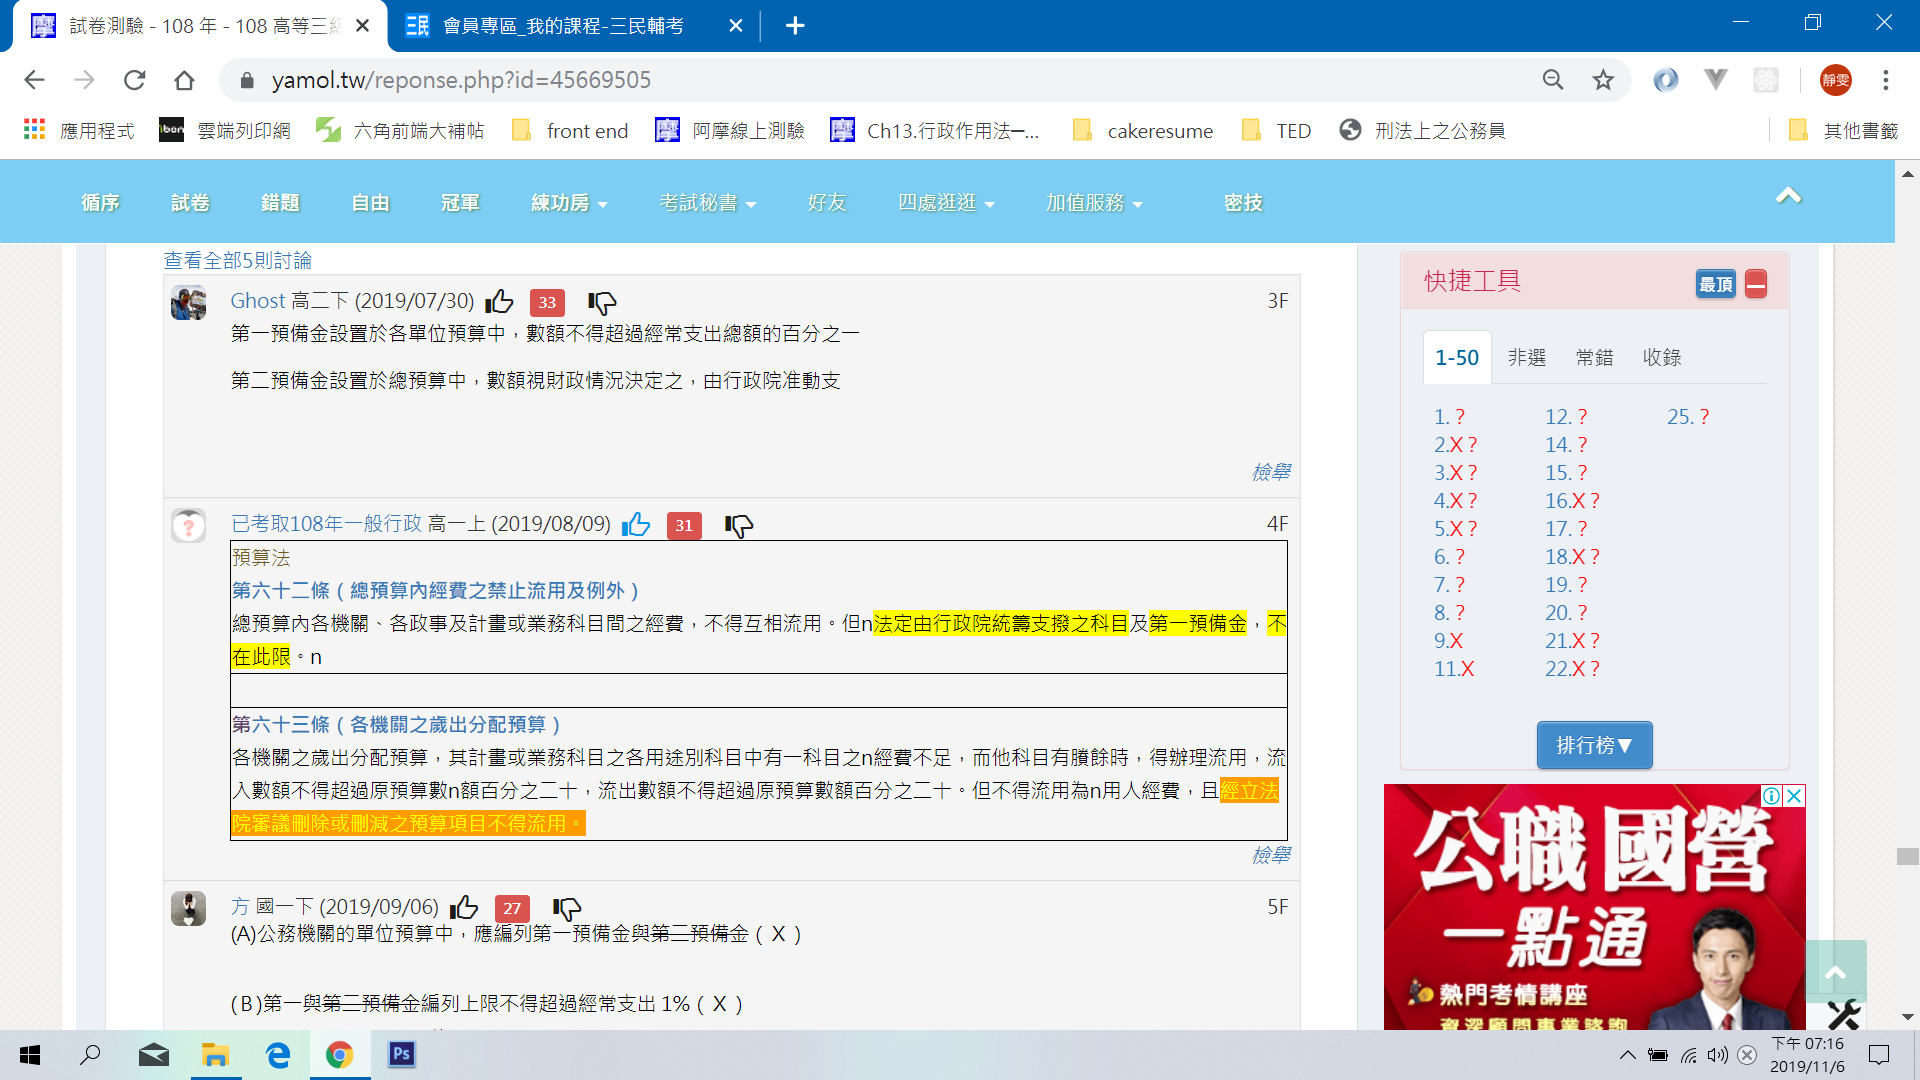 試卷測驗 - 108 年 - 108 高等三級
會員專區_我的課程-三民輔考
yamol.tw/reponse.php?id=45669505
靜雯
應用程式
ibon
雲端列印網
六角前端大補帖
front end
摩
阿摩線上測驗
摩
Ch13.行政作用法─...
cakeresume
TED
刑法上之公務員
其他書籤
循序
試卷
錯題
自由
冠軍
練功房
考試秘書
好友
四處逛逛
加值服務
密技
查看全部5則討論
Ghost 高二下 (2019/07/30) 33 3F
第一預備金設置於各單位預算中，數額不得超過經常支出總額的百分之一
第二預備金設置於總預算中，數額視財政情況決定之，由行政院准動支
檢舉
已考取108年一般行政 高一上 (2019/08/09) 31 4F
預算法
第六十二條（總預算內經費之禁止流用及例外）
總預算內各機關、各政事及計畫或業務科目間之經費，不得互相流用。但n法定由行政院統籌支撥之科目及第一預備金，不
在此限。n
第六十三條（各機關之歲出分配預算）
各機關之歲出分配預算，其計畫或業務科目之各用途別科目中有一科目之n經費不足，而他科目有賸餘時，得辦理流用，流
入數額不得超過原預算數n額百分之二十，流出數額不得超過原預算數額百分之二十。但不得流用為n用人經費，且經立法
院審議刪除或刪減之預算項目不得流用。
檢舉
方 國一下 (2019/09/06) 27 5F
(A)公務機關的單位預算中，應編列第一預備金與第二預備金（Ｘ）
(Ｂ)第一與第二預備金編列上限不得超過經常支出 1%（Ｘ）
快捷工具
最頂
1-50 非選 常錯 收錄
1.？ 12.？ 25.？
2.X？ 14.？
3.X？ 15.？
4.X？ 16.X？
5.X？ 17.？
6.？ 18.X？
7.？ 19.？
8.？ 20.？
9.X 21.X？
11.X 22.X？
排行榜▼
公職 國營
一點通
熱門考情講座
資深顧問專業諮詢
Ps
下午 07:16
2019/11/6